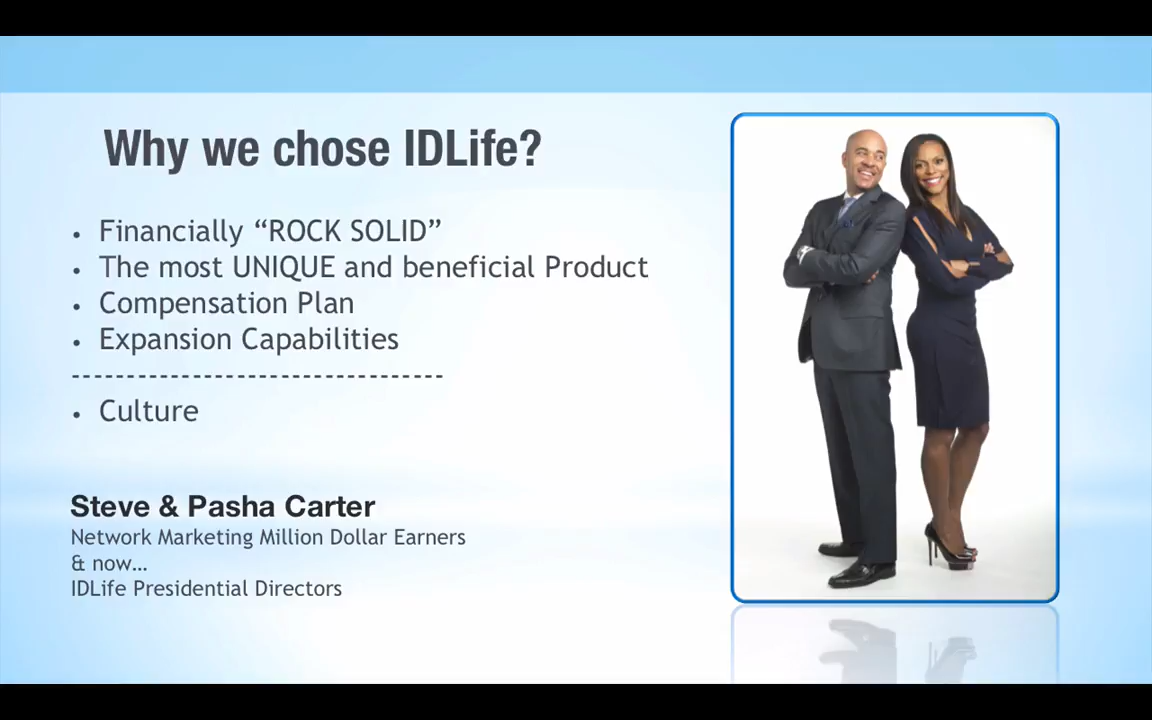 Why we chose IDLife?
• Financially “ROCK SOLID”
• The most UNIQUE and beneficial Product
• Compensation Plan
• Expansion Capabilities
----------------------------------
• Culture
Steve & Pasha Carter
Network Marketing Million Dollar Earners
& now...
IDLife Presidential Directors